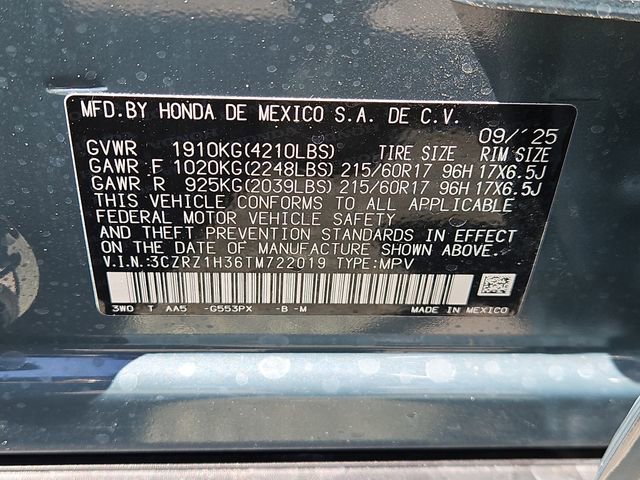 MFD.BY HONDA DE MEXICO S.A. DE C.V.
09/'25
GVWR 1910KG(4210LBS) TIRE SIZE RIM SIZE
GAWR F 1020KG(2248LBS) 215/60R17 96H 17X6.5J
GAWR R 925KG(2039LBS) 215/60R17 96H 17X6.5J
THIS VEHICLE CONFORMS TO ALL APPLICABLE
FEDERAL MOTOR VEHICLE SAFETY
AND THEFT PREVENTION STANDARDS IN EFFECT
ON THE DATE OF MANUFACTURE SHOWN ABOVE.
V.I.N.:3CZRZ1H36TM722019 TYPE:MPV
3WO T AA5 -G553PX -B -M MADE IN MEXICO